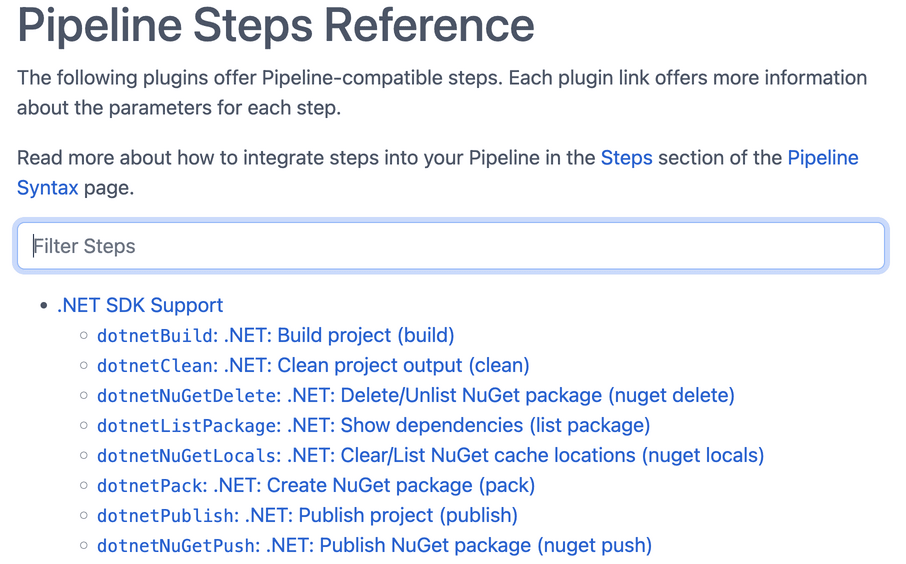 Pipeline Steps Reference
The following plugins offer Pipeline-compatible steps. Each plugin link offers more information
about the parameters for each step.
Read more about how to integrate steps into your Pipeline in the Steps section of the Pipeline
Syntax page.
Filter Steps
.NET SDK Support
dotnetBuild: .NET: Build project (build)
dotnetClean: .NET: Clean project output (clean)
dotnetNuGetDelete: .NET: Delete/Unlist NuGet package (nuget delete)
dotnetListPackage: .NET: Show dependencies (list package)
dotnetNuGetLocals: .NET: Clear/List NuGet cache locations (nuget locals)
dotnetPack: .NET: Create NuGet package (pack)
dotnetPublish: .NET: Publish project (publish)
dotnetNuGetPush: .NET: Publish NuGet package (nuget push)